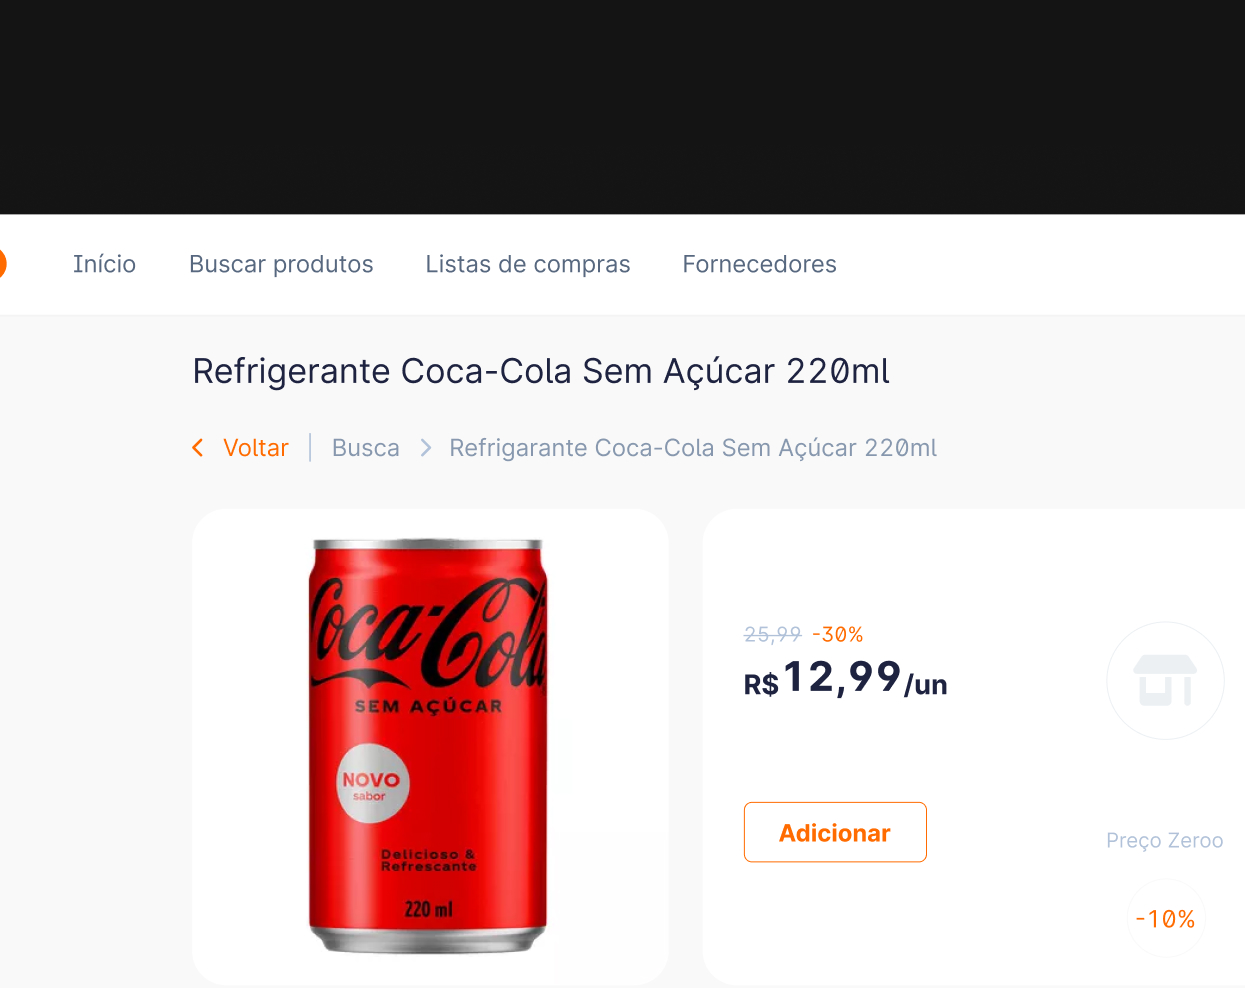 Início Buscar produtos Listas de compras Fornecedores
Refrigerante Coca-Cola Sem Açúcar 220ml
Voltar Busca Refrigarante Coca-Cola Sem Açúcar 220ml
Coca-Cola
SEM AÇÚCAR
NOVO
sabor
Delicioso &
Refrescante
220 ml
25,99 -30%
R$12,99/un
Adicionar
Preço Zeroo
-10%